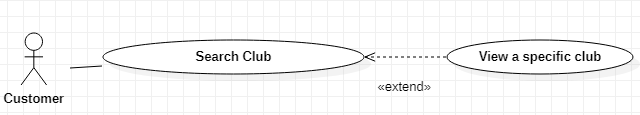 Search Club
View a specific club
«extend»
Customer